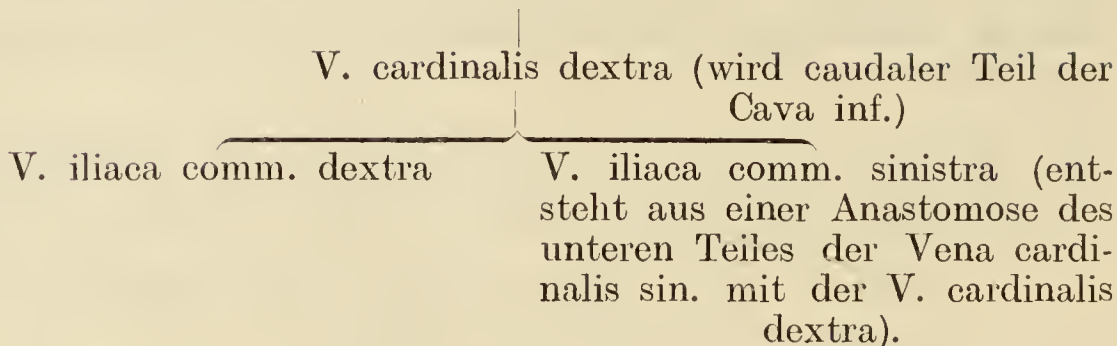 V. cardinalis dextra (wird caudaler Teil der
Cava inf.)
V. iliaca comm. dextra
V. iliaca comm. sinistra (ent-
steht aus einer Anastomose des
unteren Teiles der Vena cardi-
nalis sin. mit der V. cardinalis
dextra).